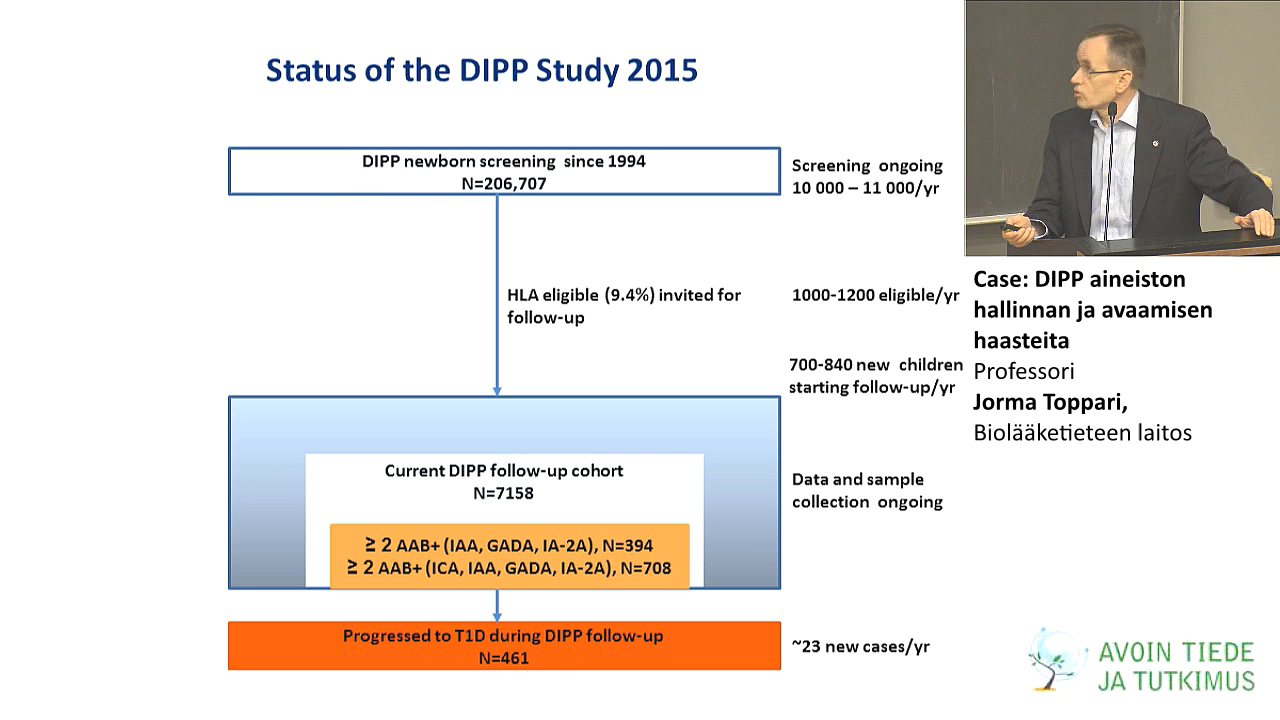 Status of the DIPP Study 2015
DIPP newborn screening since 1994
N=206,707
Screening ongoing
10 000 – 11 000/yr
HLA eligible (9.4%) invited for
follow-up
1000-1200 eligible/yr
700-840 new children
starting follow-up/yr
Current DIPP follow-up cohort
N=7158
≥ 2 AAB+ (IAA, GADA, IA-2A), N=394
≥ 2 AAB+ (ICA, IAA, GADA, IA-2A), N=708
Data and sample
collection ongoing
Progressed to T1D during DIPP follow-up
N=461
~23 new cases/yr
Case: DIPP aineiston
hallinnan ja avaamisen
haasteita
Professori
Jorma Toppari,
Biolääketieteen laitos
AVOIN TIEDE
JA TUTKIMUS